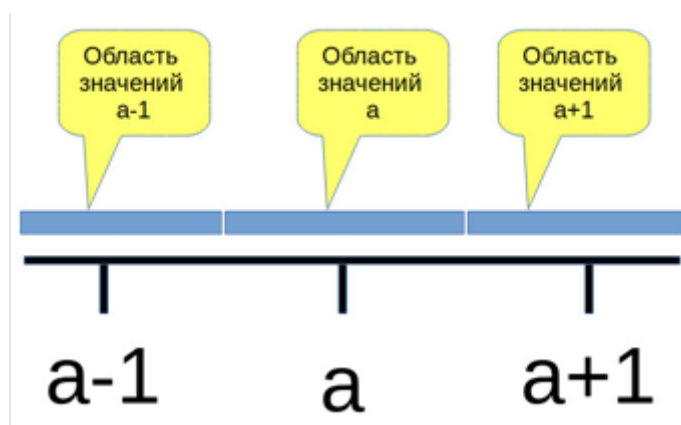 Область
значений
а-1
Область
значений
а
Область
значений
а+1
а-1
а
а+1